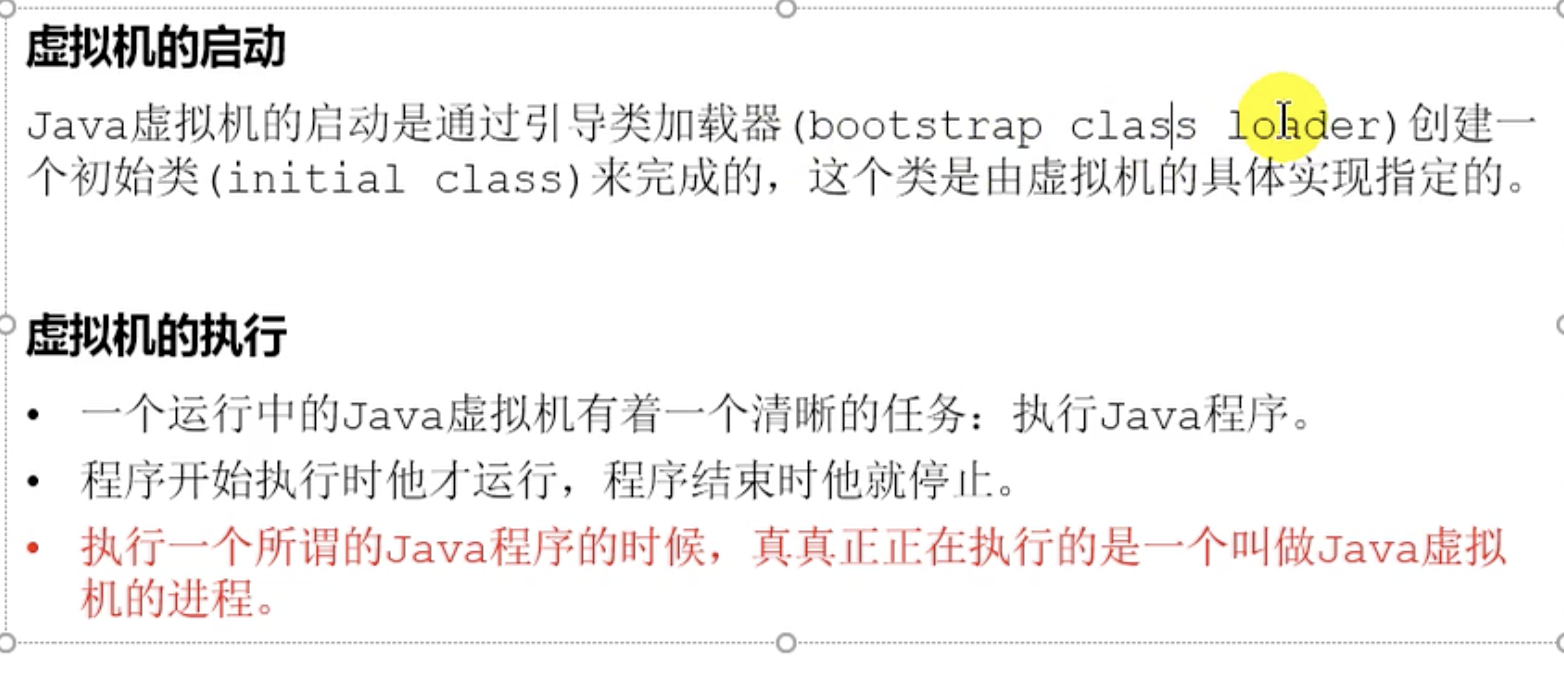 虚拟机的启动
Java虚拟机的启动是通过引导类加载器(bootstrap class loader)创建一
个初始类(initial class)来完成的，这个类是由虚拟机的具体实现指定的。
虚拟机的执行
• 一个运行中的Java虚拟机有着一个清晰的任务：执行Java程序。
• 程序开始执行时他才运行，程序结束时他就停止。
• 执行一个所谓的Java程序的时候，真真正正在执行的是一个叫做Java虚拟
机的进程。